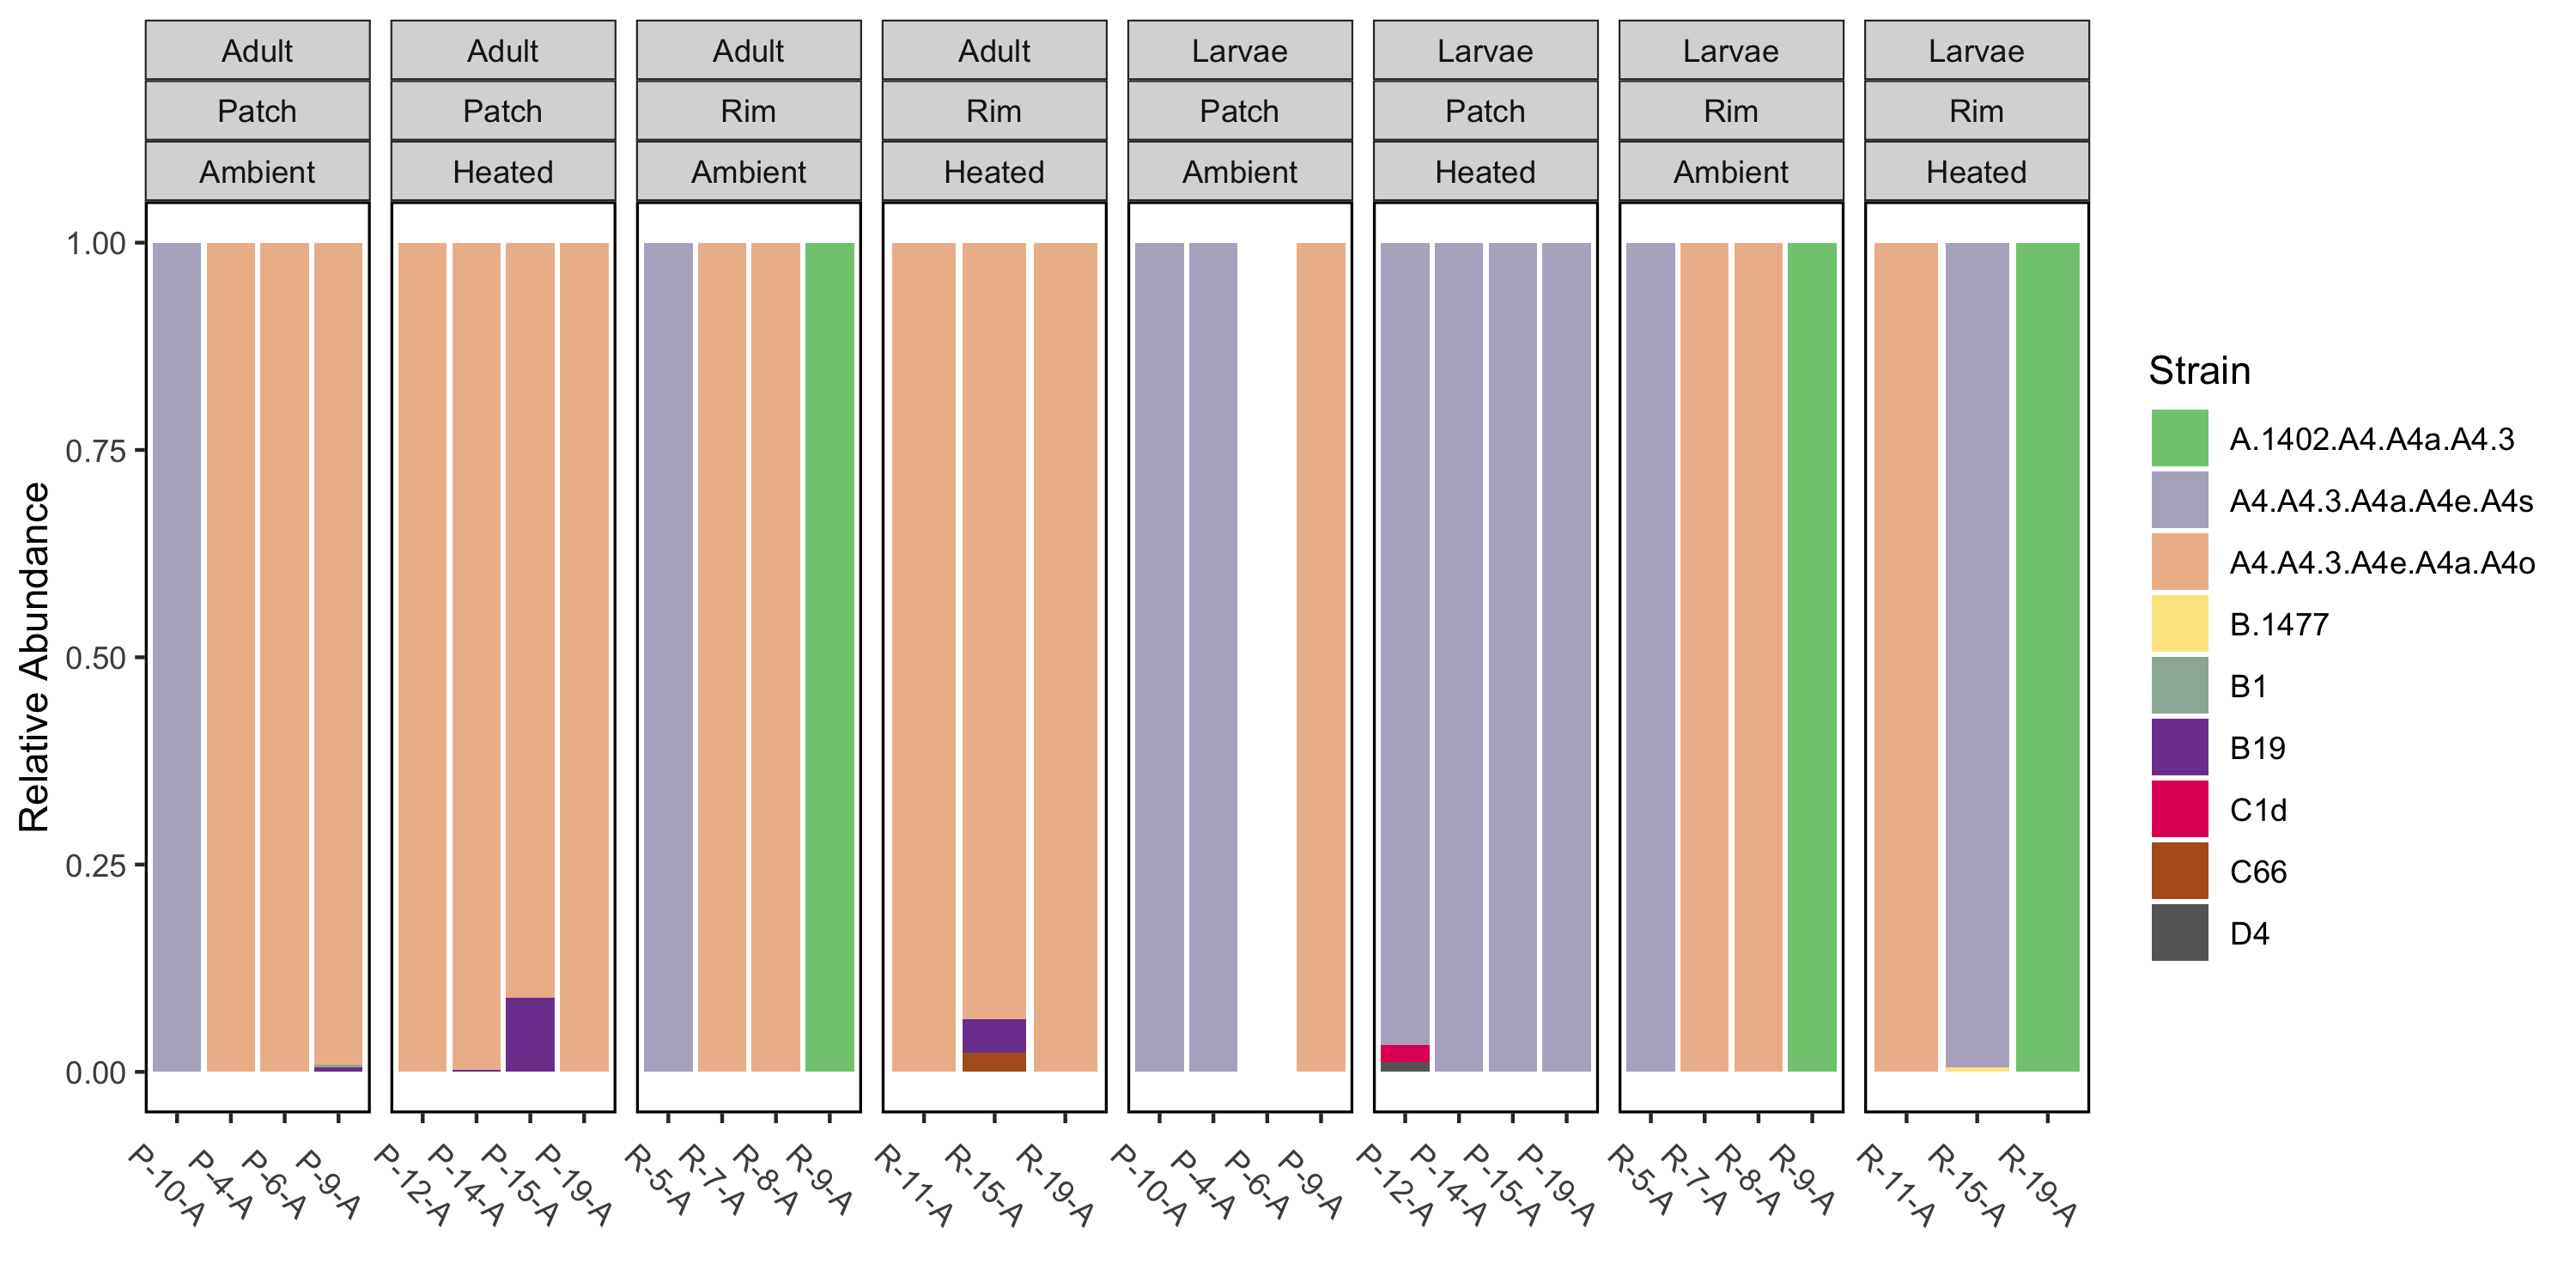 Adult Adult Adult Adult Larvae Larvae Larvae Larvae
Patch Patch Rim Rim Patch Patch Rim Rim
Ambient Heated Ambient Heated Ambient Heated Ambient Heated
Relative Abundance
1.00
0.75
0.50
0.25
0.00
P-10-A P-4-A P-6-A P-9-A P-12-A P-14-A P-15-A P-19-A R-5-A R-7-A R-8-A R-9-A R-11-A R-15-A R-19-A P-10-A P-4-A P-6-A P-9-A P-12-A P-14-A P-15-A P-19-A R-5-A R-7-A R-8-A R-9-A R-11-A R-15-A R-19-A
Strain
A.1402.A4.A4a.A4.3
A4.A4.3.A4a.A4e.A4s
A4.A4.3.A4e.A4a.A4o
B.1477
B1
B19
C1d
C66
D4